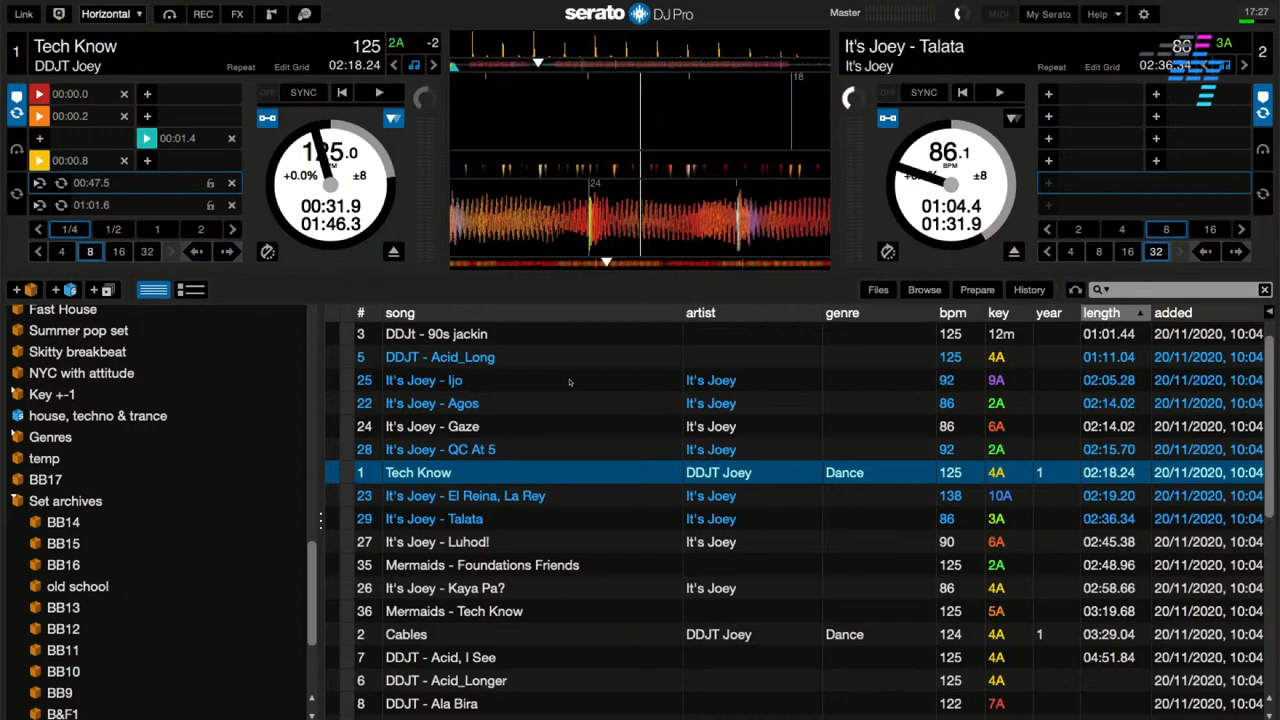 Link Horizontal REC FX serato DJ Pro Master MIDI My Serato Help 17:27
1 Tech Know 125 2A -2
DDJT Joey Repeat Edit Grid 02:18.24
It's Joey - Talata 86 3A 2
It's Joey Repeat Edit Grid 02:36.34
00:00.0
00:00.2
00:01.4
00:00.8
00:47.5
01:01.6
1/4 1/2 1 2
4 8 16 32
OFF SYNC
125.0
BPM
+0.0% ±8
00:31.9
01:46.3
18
24
OFF SYNC
86.1
BPM
+0.0% ±8
01:04.4
01:31.9
2 4 8 16
4 8 16 32
Files Browse Prepare History
Fast House
Summer pop set
Skitty breakbeat
NYC with attitude
Key +-1
house, techno & trance
Genres
temp
BB17
Set archives
BB14
BB15
BB16
old school
BB13
BB12
BB11
BB10
BB9
B&F1
# song artist genre bpm key year length added
3 DDJt - 90s jackin 125 12m 01:01.44 20/11/2020, 10:04
5 DDJT - Acid_Long 125 4A 01:11.04 20/11/2020, 10:04
25 It's Joey - Ijo It's Joey 92 9A 02:05.28 20/11/2020, 10:04
22 It's Joey - Agos It's Joey 86 2A 02:14.02 20/11/2020, 10:04
24 It's Joey - Gaze It's Joey 86 6A 02:14.02 20/11/2020, 10:04
28 It's Joey - QC At 5 It's Joey 92 2A 02:15.70 20/11/2020, 10:04
1 Tech Know DDJT Joey Dance 125 4A 1 02:18.24 20/11/2020, 10:04
23 It's Joey - El Reina, La Rey It's Joey 138 10A 02:19.20 20/11/2020, 10:04
29 It's Joey - Talata It's Joey 86 3A 02:36.34 20/11/2020, 10:04
27 It's Joey - Luhod! It's Joey 90 6A 02:45.38 20/11/2020, 10:04
35 Mermaids - Foundations Friends 125 2A 02:48.96 20/11/2020, 10:04
26 It's Joey - Kaya Pa? It's Joey 86 4A 02:58.66 20/11/2020, 10:04
36 Mermaids - Tech Know 125 5A 03:19.68 20/11/2020, 10:04
2 Cables DDJT Joey Dance 124 4A 1 03:29.04 20/11/2020, 10:04
7 DDJT - Acid, I See 125 4A 04:51.84 20/11/2020, 10:04
6 DDJT - Acid_Longer 125 4A 20/11/2020, 10:04
8 DDJT - Ala Bira 122 7A 20/11/2020, 10:04